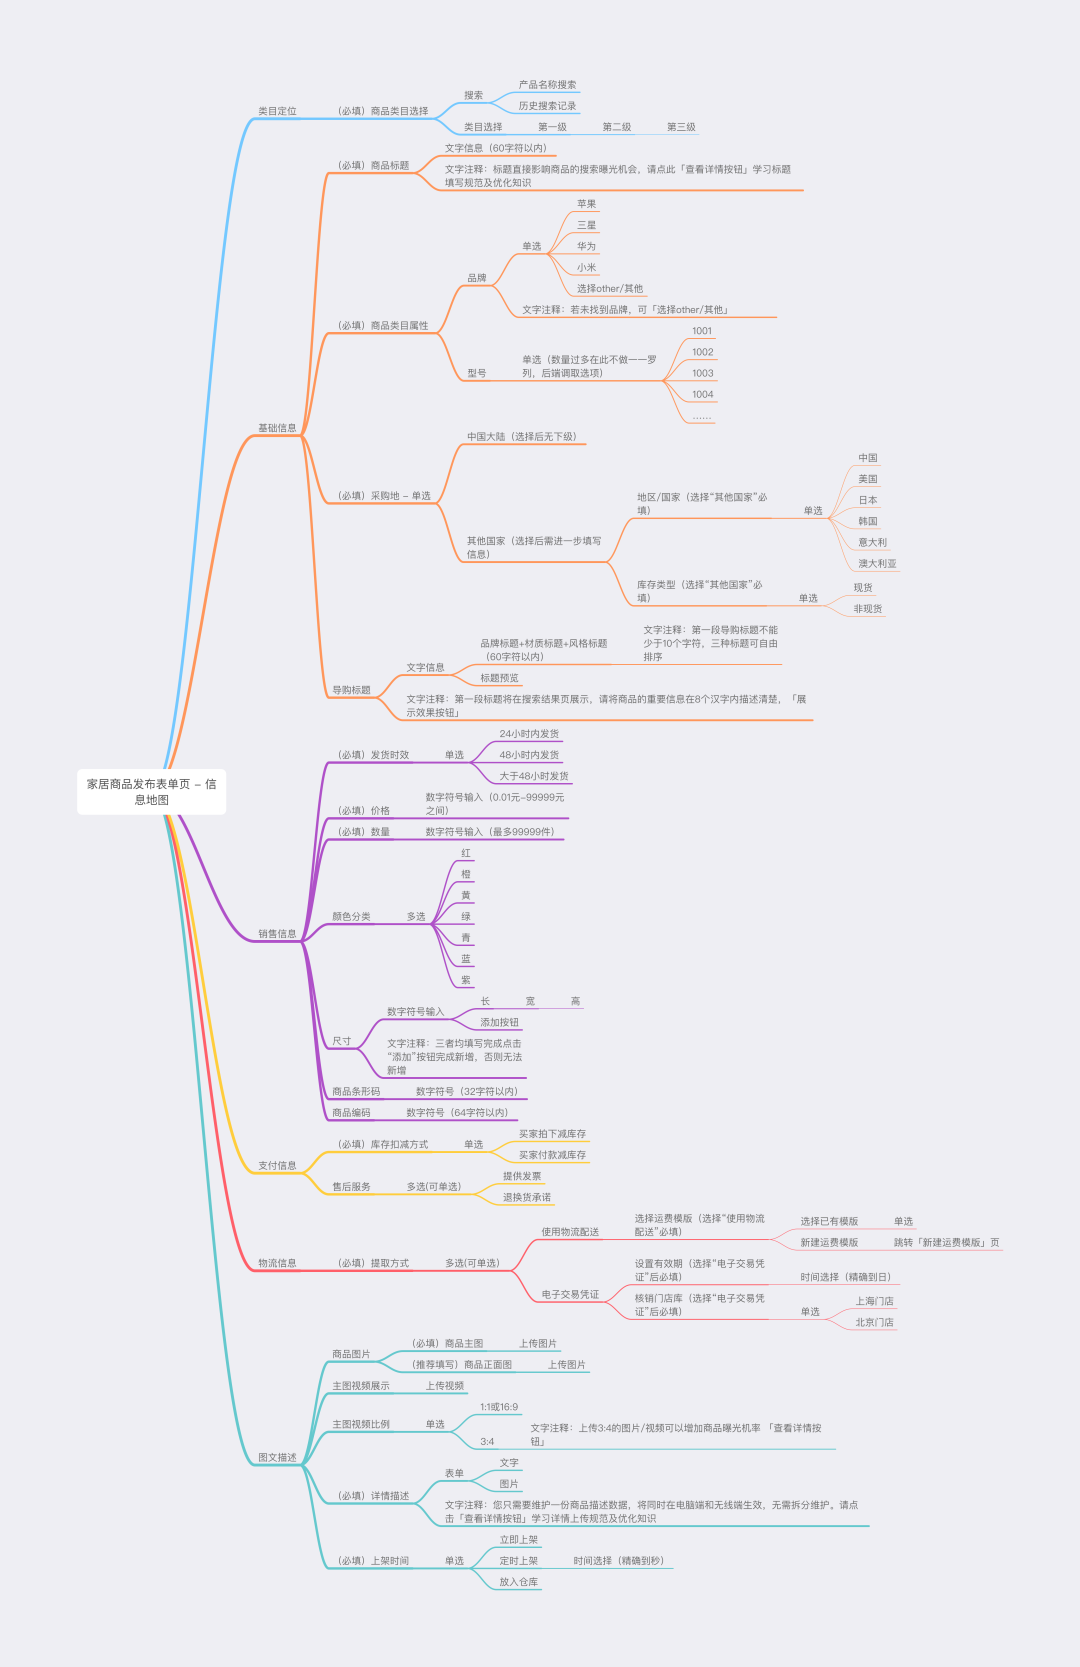 家居商品发布表单页 – 信
息地图
类目定位
（必填）商品类目选择
搜索
产品名称搜索
历史搜索记录
类目选择
第一级
第二级
第三级
基础信息
（必填）商品标题
文字信息（60字符以内）
文字注释：标题直接影响商品的搜索曝光机会，请点此「查看详情按钮」学习标题
填写规范及优化知识
（必填）商品类目属性
品牌
单选
苹果
三星
华为
小米
选择other/其他
文字注释：若未找到品牌，可「选择other/其他」
型号
单选（数量过多在此不做一一罗
列，后端调取选项）
1001
1002
1003
1004
……
（必填）采购地 – 单选
中国大陆（选择后无下级）
其他国家（选择后需进一步填写
信息）
地区/国家（选择“其他国家”必
填）
单选
中国
美国
日本
韩国
意大利
澳大利亚
库存类型（选择“其他国家”必
填）
单选
现货
非现货
导购标题
文字信息
品牌标题+材质标题+风格标题
（60字符以内）
文字注释：第一段导购标题不能
少于10个字符，三种标题可自由
排序
标题预览
文字注释：第一段标题将在搜索结果页展示，请将商品的重要信息在8个汉字内描述清楚，「展
示效果按钮」
销售信息
（必填）发货时效
单选
24小时内发货
48小时内发货
大于48小时发货
（必填）价格
数字符号输入（0.01元–99999元
之间）
（必填）数量
数字符号输入（最多99999件）
颜色分类
多选
红
橙
黄
绿
青
蓝
紫
尺寸
数字符号输入
长
宽
高
添加按钮
文字注释：三者均填写完成点击
“添加”按钮完成新增，否则无法
新增
商品条形码
数字符号（32字符以内）
商品编码
数字符号（64字符以内）
支付信息
（必填）库存扣减方式
单选
买家拍下减库存
买家付款减库存
售后服务
多选(可单选）
提供发票
退换货承诺
物流信息
（必填）提取方式
多选(可单选）
使用物流配送
选择运费模版（选择“使用物流
配送”必填）
选择已有模版
单选
新建运费模版
跳转「新建运费模版」页
电子交易凭证
设置有效期（选择“电子交易凭
证”后必填）
时间选择（精确到日）
核销门店库（选择“电子交易凭
证”后必填）
单选
上海门店
北京门店
图文描述
商品图片
（必填）商品主图
上传图片
（推荐填写）商品正面图
上传图片
主图视频展示
上传视频
主图视频比例
单选
1:1或16:9
3:4
文字注释：上传3:4的图片/视频可以增加商品曝光机率 「查看详情按
钮」
（必填）详情描述
表单
文字
图片
文字注释：您只需要维护一份商品描述数据，将同时在电脑端和无线端生效，无需拆分维护。请点
击「查看详情按钮」学习详情上传规范及优化知识
（必填）上架时间
单选
立即上架
定时上架
时间选择（精确到秒）
放入仓库